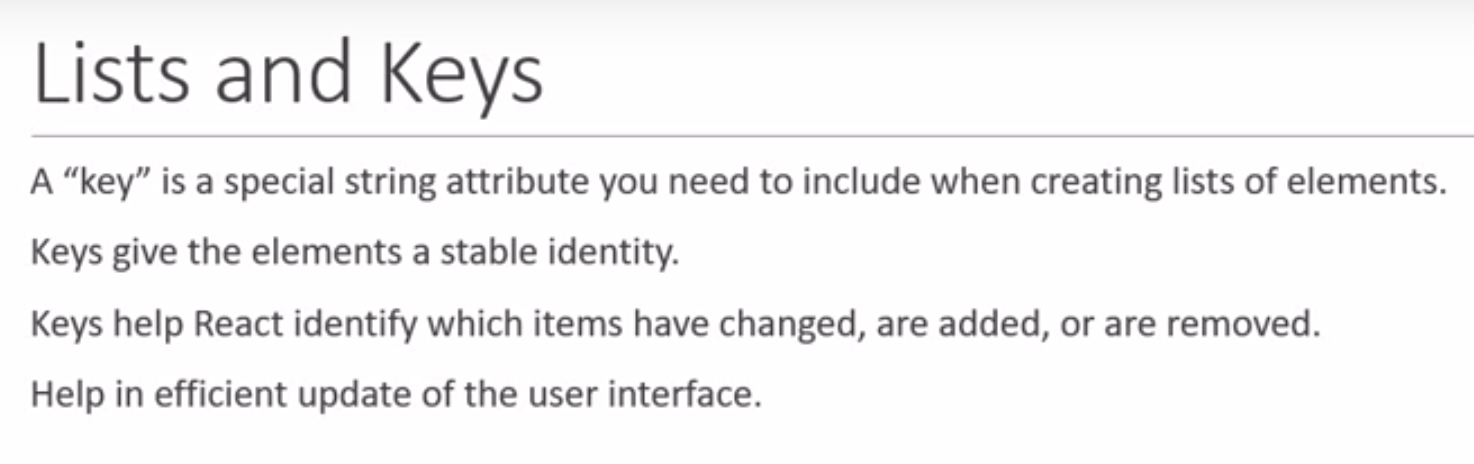 Lists and Keys
A “key” is a special string attribute you need to include when creating lists of elements.
Keys give the elements a stable identity.
Keys help React identify which items have changed, are added, or are removed.
Help in efficient update of the user interface.